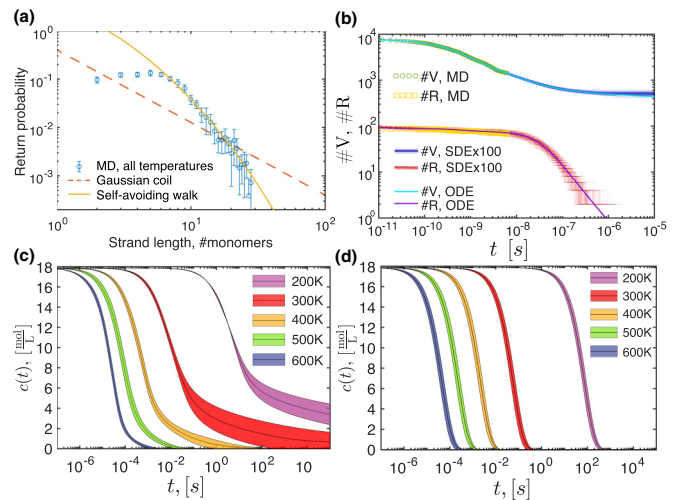 (a)
10^0
10^-1
10^-2
10^-3
Return probability
MD, all temperatures
Gaussian coil
Self-avoiding walk
10^0 10^1 10^2
Strand length, #monomers
(b)
10^4
10^3
10^2
10^1
10^0
#V, #R
#V, MD
#R, MD
#V, SDEx100
#R, SDEx100
#V, ODE
#R, ODE
10^-11 10^-10 10^-9 10^-8 10^-7 10^-6 10^-5
t [s]
(c)
18
16
14
12
10
8
6
4
2
0
c(t), [mol/L]
200K
300K
400K
500K
600K
10^-6 10^-4 10^-2 10^0 10^2 10^4
t, [s]
(d)
18
16
14
12
10
8
6
4
2
0
c(t), [mol/L]
200K
300K
400K
500K
600K
10^-6 10^-4 10^-2 10^0 10^2 10^4
t, [s]